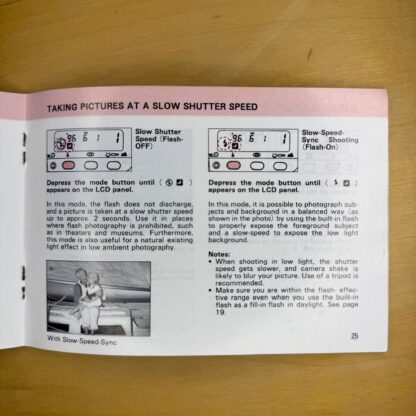 TAKING PICTURES AT A SLOW SHUTTER SPEED
'96 6 1 1
Slow Shutter
Speed (Flash-
OFF)
Depress the mode button until ( )
appears on the LCD panel.
In this mode, the flash does not discharge,
and a picture is taken at a slow shutter speed
up to approx. 2 seconds. Use it in places
where flash photography is prohibited, such
as in theaters and museums. Furthermore,
this mode is also useful for a natural existing
light effect in low ambient photography.
With Slow-Speed-Sync
'96 6 1 1
Slow-Speed-
Sync Shooting
(Flash-On)
Depress the mode button until ( )
appears on the LCD panel.
In this mode, it is possible to photograph sub-
jects and background in a balanced way (as
shown in the photo) by using the built-in flash
to properly expose the foreground subject
and a slow-speed to expose the low light
background.
Notes:
• When shooting in low light, the shutter
speed gets slower, and camera shake is
likely to blur your picture. Use of a tripod is
recommended.
• Make sure you are within the flash- effec-
tive range even when you use the built-in
flash as a fill-in flash in daylight. See page
19.
25